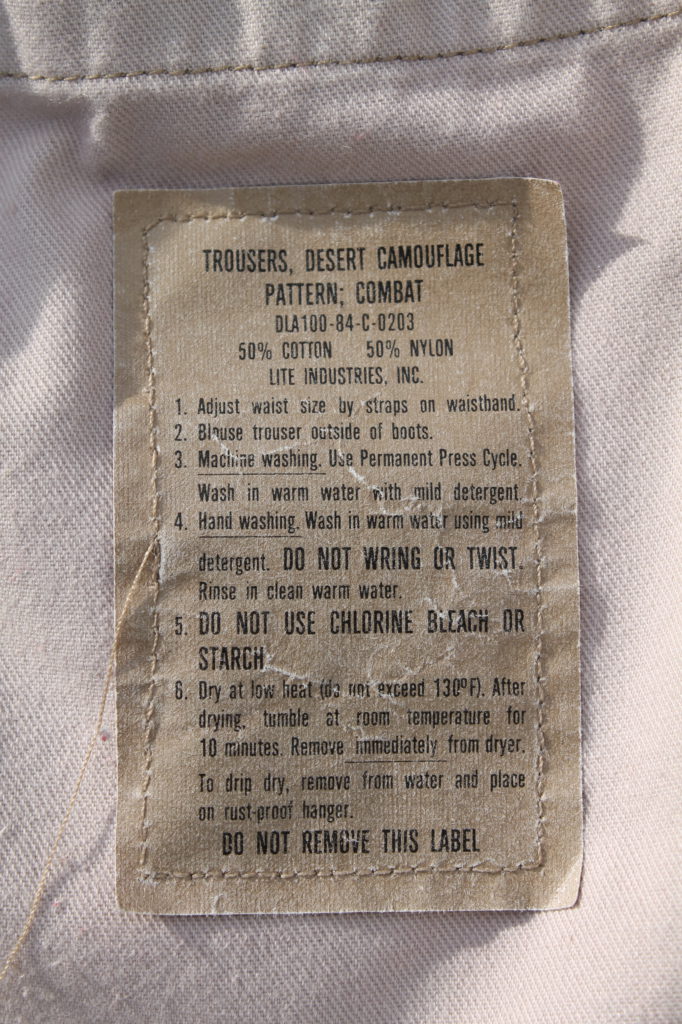 TROUSERS, DESERT CAMOUFLAGE
PATTERN; COMBAT
DLA100-84-C-0203
50% COTTON 50% NYLON
LITE INDUSTRIES, INC.
1. Adjust waist size by straps on waistband.
2. Blouse trouser outside of boots.
3. Machine washing. Use Permanent Press Cycle.
Wash in warm water with mild detergent.
4. Hand washing. Wash in warm water using mild
detergent. DO NOT WRING OR TWIST.
Rinse in clean warm water.
5. DO NOT USE CHLORINE BLEACH OR
STARCH
6. Dry at low heat (do not exceed 130ºF). After
drying, tumble at room temperature for
10 minutes. Remove immediately from dryer.
To drip dry, remove from water and place
on rust-proof hanger.
DO NOT REMOVE THIS LABEL